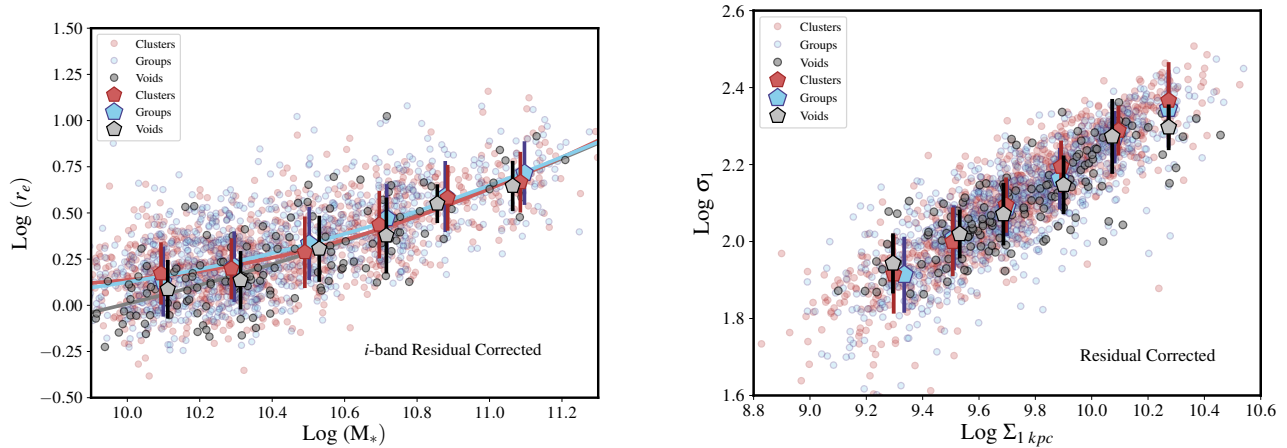 1.50
1.25
1.00
0.75
0.50
0.25
0.00
−0.25
−0.50
Log (r_e)
Clusters
Groups
Voids
Clusters
Groups
Voids
i-band Residual Corrected
10.0 10.2 10.4 10.6 10.8 11.0 11.2
Log (M_*)
2.6
2.4
2.2
2.0
1.8
1.6
Log σ_1
Clusters
Groups
Voids
Clusters
Groups
Voids
Residual Corrected
8.8 9.0 9.2 9.4 9.6 9.8 10.0 10.2 10.4 10.6
Log Σ_{1 kpc}